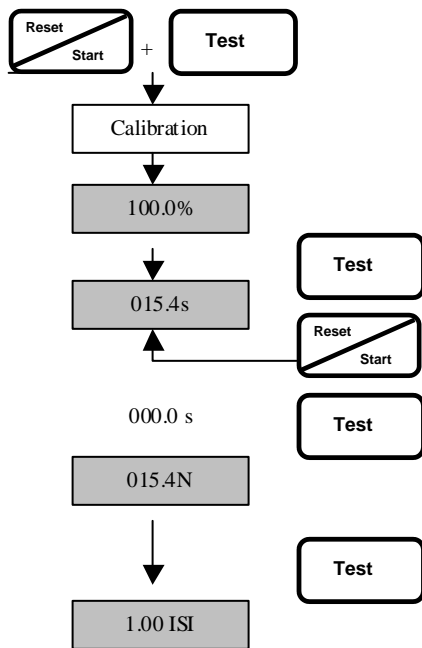 Reset
Start
+
Test
Calibration
100.0%
Test
015.4s
Reset
Start
000.0 s
Test
015.4N
Test
1.00 ISI